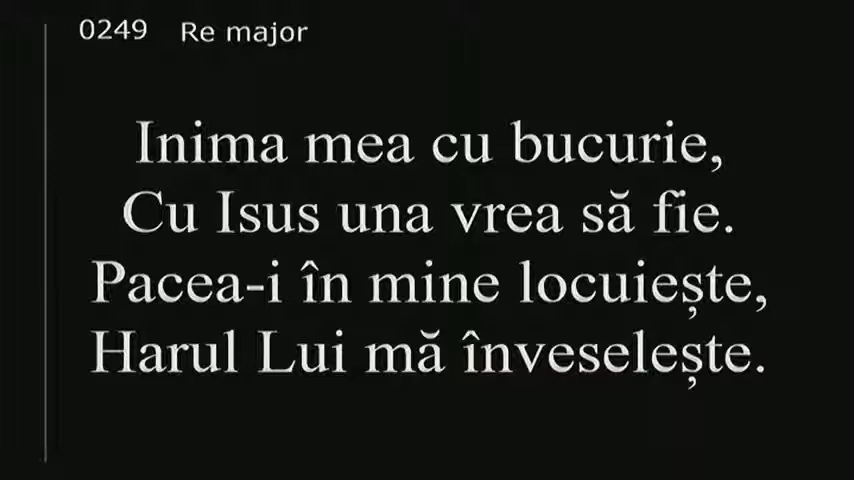 0249 Re major
Inima mea cu bucurie,
Cu Isus una vrea să fie.
Pacea-i în mine locuiește,
Harul Lui mă înveselește.